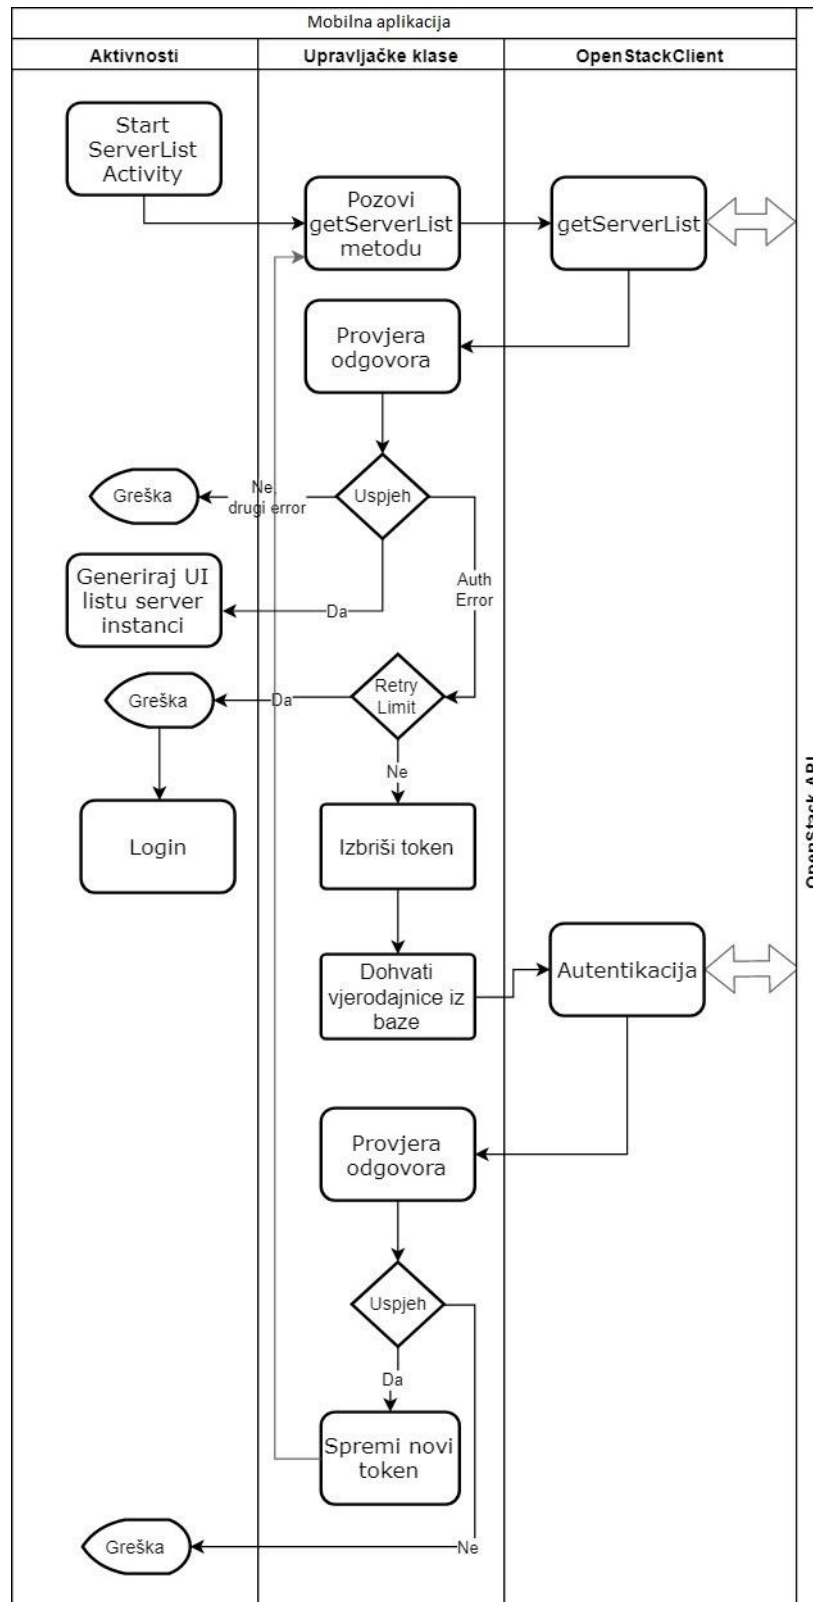 Mobilna aplikacija
Aktivnosti
Upravljačke klase
OpenStackClient
Start
ServerList
Activity
Pozovi
getServerList
metodu
getServerList
Provjera
odgovora
Uspjeh
Ne,
drugi error
Greška
Auth
Error
Da
Generiraj UI
listu server
instanci
Retry
Limit
Da
Greška
Ne
Login
Izbriši token
OpenStack API
Dohvati
vjerodajnice iz
baze
Autentikacija
Provjera
odgovora
Uspjeh
Da
Spremi novi
token
Ne
Greška